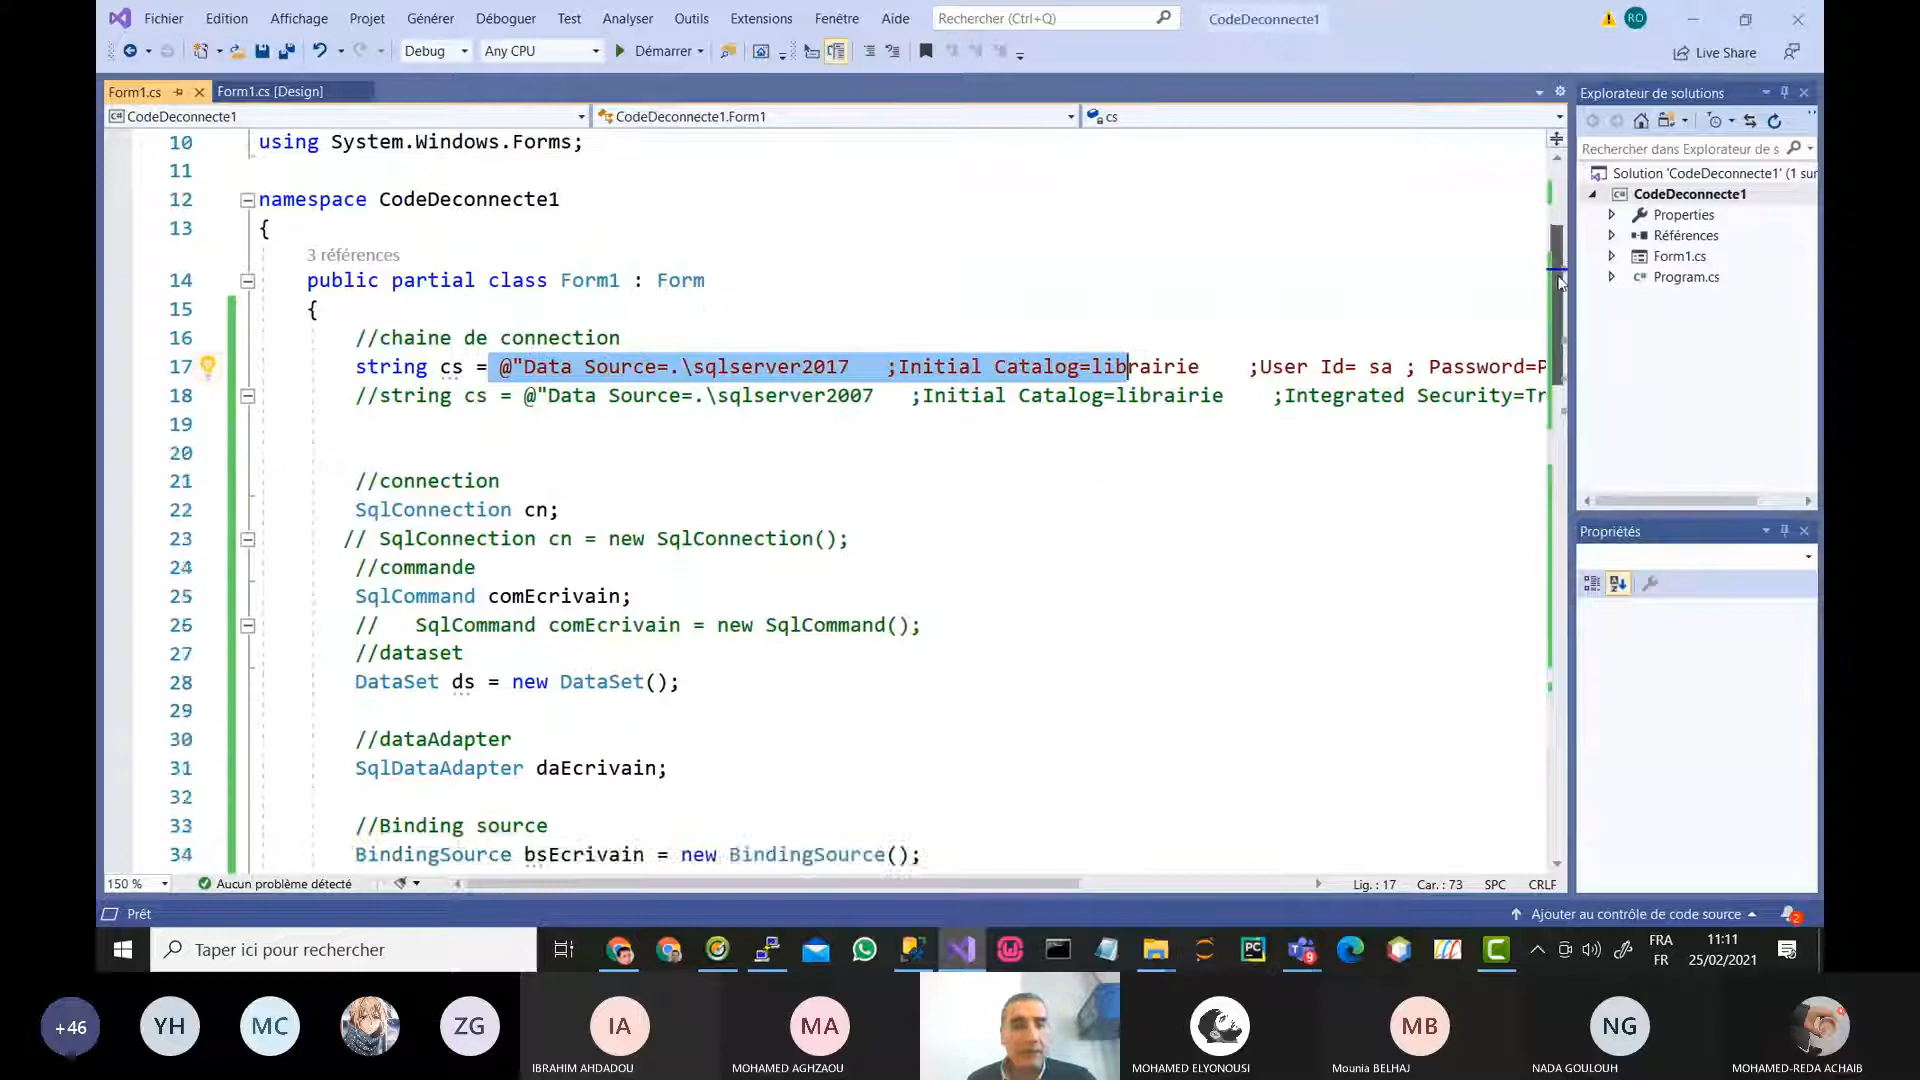 Fichier Edition Affichage Projet Générer Déboguer Test Analyser Outils Extensions Fenêtre Aide Rechercher (Ctrl+Q) CodeDeconnecte1 RO
Debug Any CPU Démarrer Live Share
Form1.cs Form1.cs [Design]
CodeDeconnecte1 CodeDeconnecte1.Form1 cs
10 using System.Windows.Forms;
11
12 namespace CodeDeconnecte1
13 {
3 références
14 public partial class Form1 : Form
15 {
16 //chaine de connection
17 string cs = @"Data Source=.\sqlserver2017 ;Initial Catalog=librairie ;User Id= sa ; Password=P
18 //string cs = @"Data Source=.\sqlserver2007 ;Initial Catalog=librairie ;Integrated Security=Tr
19
20
21 //connection
22 SqlConnection cn;
23 // SqlConnection cn = new SqlConnection();
24 //commande
25 SqlCommand comEcrivain;
26 // SqlCommand comEcrivain = new SqlCommand();
27 //dataset
28 DataSet ds = new DataSet();
29
30 //dataAdapter
31 SqlDataAdapter daEcrivain;
32
33 //Binding source
34 BindingSource bsEcrivain = new BindingSource();
150 % Aucun problème détecté Lig. : 17 Car. : 73 SPC CRLF
Explorateur de solutions
Rechercher dans Explorateur de s
Solution 'CodeDeconnecte1' (1 sur
CodeDeconnecte1
Properties
Références
Form1.cs
Program.cs
Propriétés
Prêt Ajouter au contrôle de code source 2
Taper ici pour rechercher
FRA
FR
11:11
25/02/2021
+46 YH MC ZG IA MA MB NG
IBRAHIM AHDADOU MOHAMED AGHZAOU MOHAMED ELYONOUSI Mounia BELHAJ NADA GOULOUH MOHAMED-REDA ACHAIB